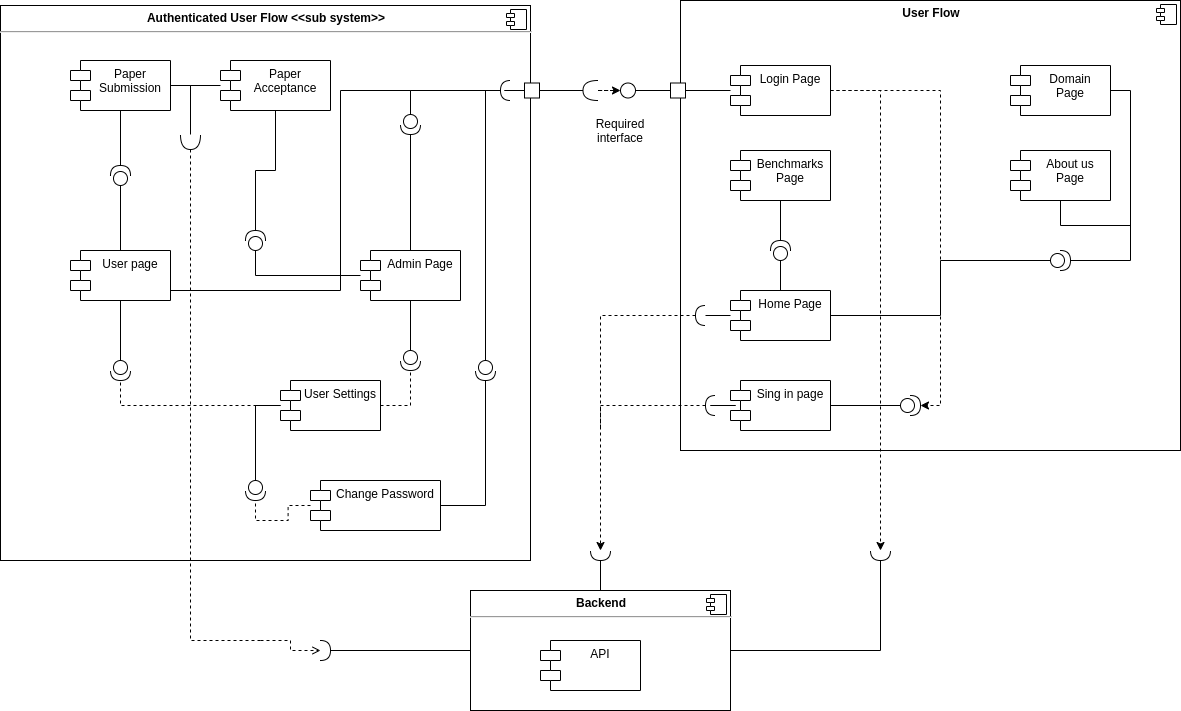 Authenticated User Flow <<sub system>>
User Flow
Paper
Submission
Paper
Acceptance
Login Page
Domain
Page
Required
interface
Benchmarks
Page
About us
Page
User page
Admin Page
Home Page
User Settings
Sing in page
Change Password
Backend
API